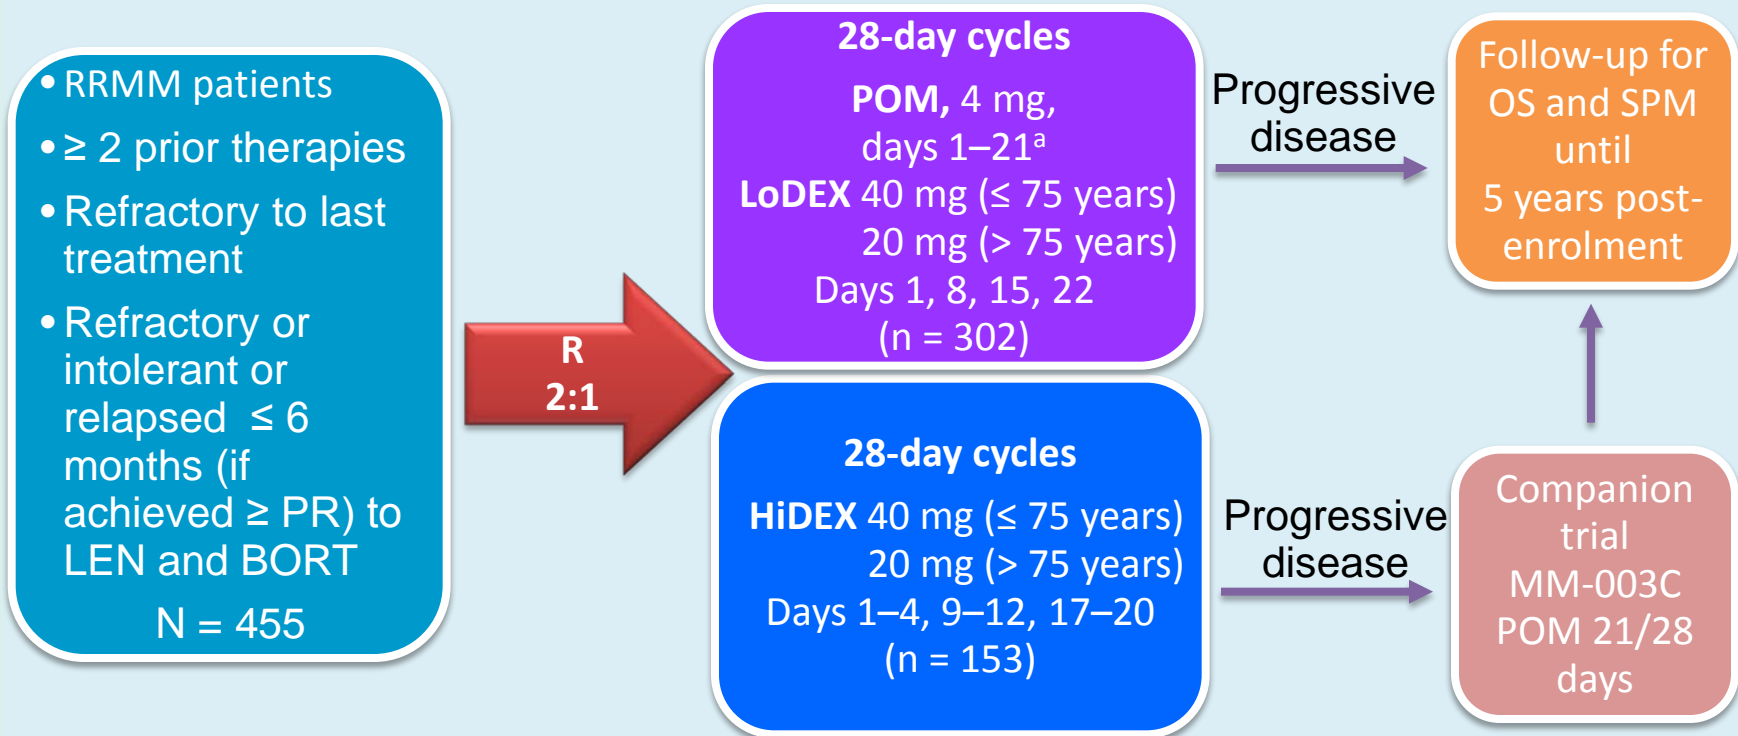 • RRMM patients
• ≥ 2 prior therapies
• Refractory to last
treatment
• Refractory or
intolerant or
relapsed ≤ 6
months (if
achieved ≥ PR) to
LEN and BORT
N = 455
R
2:1
28-day cycles
POM, 4 mg,
days 1–21ª
LoDEX 40 mg (≤ 75 years)
20 mg (> 75 years)
Days 1, 8, 15, 22
(n = 302)
28-day cycles
HiDEX 40 mg (≤ 75 years)
20 mg (> 75 years)
Days 1–4, 9–12, 17–20
(n = 153)
Progressive
disease
Follow-up for
OS and SPM
until
5 years post-
enrolment
Progressive
disease
Companion
trial
MM-003C
POM 21/28
days